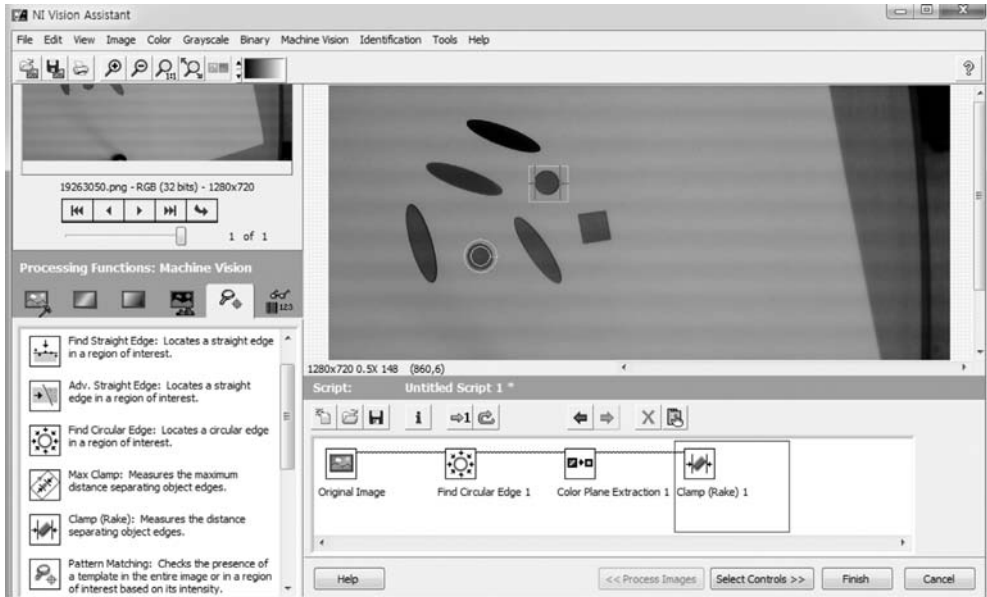 NI Vision Assistant
File Edit View Image Color Grayscale Binary Machine Vision Identification Tools Help
1:1
19263050.png - RGB (32 bits) - 1280x720
1 of 1
Processing Functions: Machine Vision
123
Find Straight Edge: Locates a straight edge
in a region of interest.
Adv. Straight Edge: Locates a straight
edge in a region of interest.
Find Circular Edge: Locates a circular edge
in a region of interest.
Max Clamp: Measures the maximum
distance separating object edges.
Clamp (Rake): Measures the distance
separating object edges.
Pattern Matching: Checks the presence of
a template in the entire image or in a region
of interest based on its intensity.
1280x720 0.5X 148 (860,6)
Script: Untitled Script 1 *
Original Image Find Circular Edge 1 Color Plane Extraction 1 Clamp (Rake) 1
Help << Process Images Select Controls >> Finish Cancel